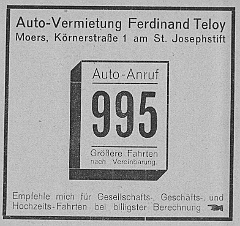 Auto-Vermietung Ferdinand Teloy
Moers, Körnerstraße 1 am St. Josephstift
Auto-Anruf
995
Größere Fahrten
nach Vereinbarung.
Empfehle mich für Gesellschafts-, Geschäfts- und
Hochzeits-Fahrten bei billigster Berechnung